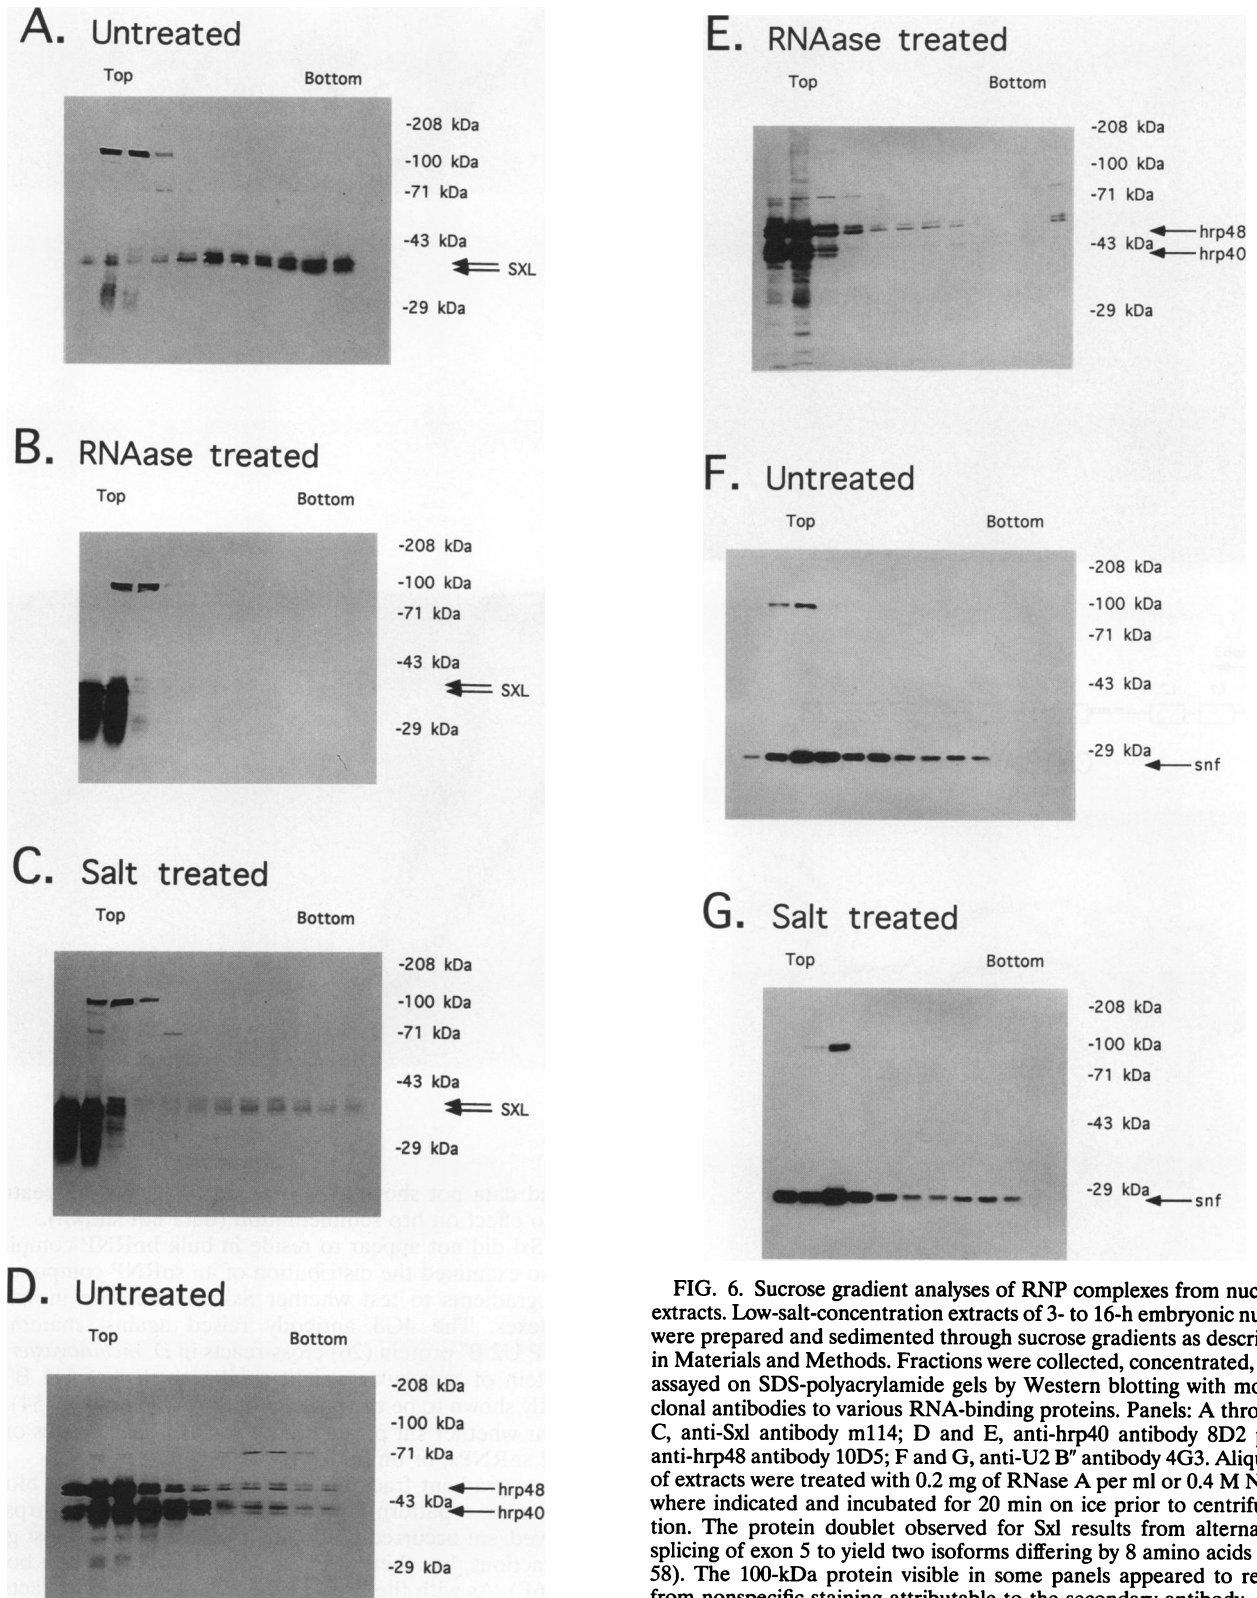 A. Untreated
Top Bottom
-208 kDa
-100 kDa
-71 kDa
-43 kDa
SXL
-29 kDa
B. RNAase treated
Top Bottom
-208 kDa
-100 kDa
-71 kDa
-43 kDa
SXL
-29 kDa
C. Salt treated
Top Bottom
-208 kDa
-100 kDa
-71 kDa
-43 kDa
SXL
-29 kDa
D. Untreated
Top Bottom
-208 kDa
-100 kDa
-71 kDa
hrp48
-43 kDa
hrp40
-29 kDa
E. RNAase treated
Top Bottom
-208 kDa
-100 kDa
-71 kDa
hrp48
-43 kDa
hrp40
-29 kDa
F. Untreated
Top Bottom
-208 kDa
-100 kDa
-71 kDa
-43 kDa
-29 kDa
snf
G. Salt treated
Top Bottom
-208 kDa
-100 kDa
-71 kDa
-43 kDa
-29 kDa
snf
FIG. 6. Sucrose gradient analyses of RNP complexes from nuc
extracts. Low-salt-concentration extracts of 3- to 16-h embryonic nu
were prepared and sedimented through sucrose gradients as descri
in Materials and Methods. Fractions were collected, concentrated,
assayed on SDS-polyacrylamide gels by Western blotting with mo
clonal antibodies to various RNA-binding proteins. Panels: A thro
C, anti-Sxl antibody m114; D and E, anti-hrp40 antibody 8D2
anti-hrp48 antibody 10D5; F and G, anti-U2 B″ antibody 4G3. Aliqu
of extracts were treated with 0.2 mg of RNase A per ml or 0.4 M N
where indicated and incubated for 20 min on ice prior to centrifu
tion. The protein doublet observed for Sxl results from alterna
splicing of exon 5 to yield two isoforms differing by 8 amino acids
58). The 100-kDa protein visible in some panels appeared to re
from nonspecific staining attributable to the secondary antibody